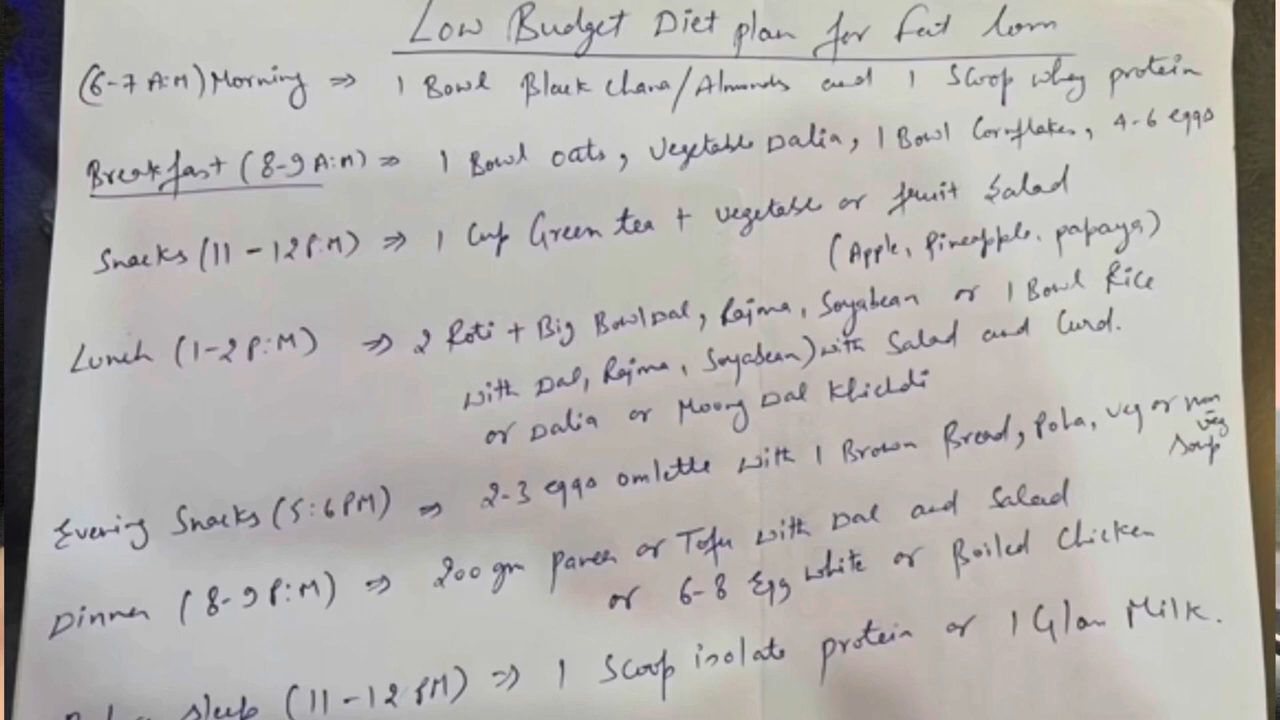 Low Budget Diet plan for fat loss
(6-7 A:M) Morning ⇒ 1 Bowl Black Chana/Almonds and 1 Scoop whey protein
Breakfast (8-9 A:M) ⇒ 1 Bowl oats, Vegetable Dalia, 1 Bowl Cornflakes, 4-6 eggs
Snacks (11-12 P:M) ⇒ 1 Cup Green tea + vegetable or fruit Salad
(Apple, Pineapple, papaya)
Lunch (1-2 P:M) ⇒ 2 Roti + Big Bowl Dal, Rajma, Soyabean or 1 Bowl Rice
with Dal, Rajma, Soyabean) with Salad and Curd.
or Dalia or Moong Dal Khichdi
Evening Snacks (5:6 PM) ⇒ 2-3 eggs omlette with 1 Brown Bread, Poha, Veg or non veg
Soup
Dinner (8-9 P:M) ⇒ 200 gm Paneer or Tofu with Dal and Salad
or 6-8 Egg white or Boiled Chicken
sleep (11-12 PM) ⇒ 1 Scoop isolate protein or 1 Glass Milk.